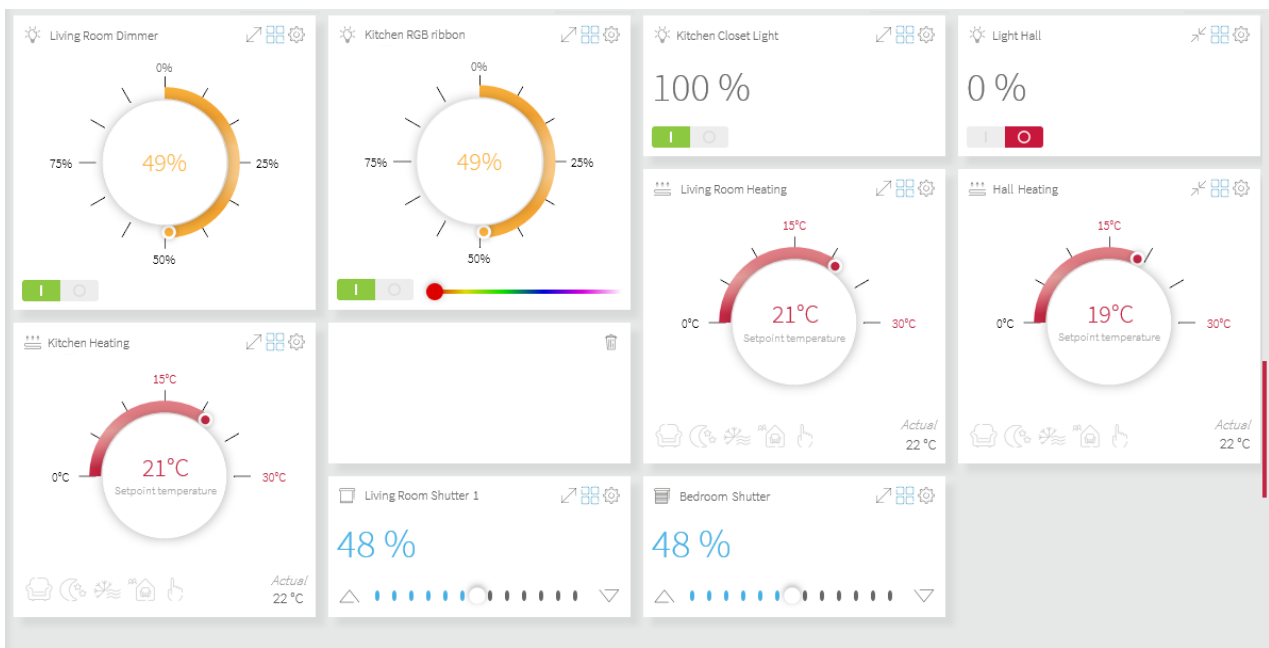 Living Room Dimmer
0%
75%
49%
25%
50%
Kitchen RGB ribbon
0%
75%
49%
25%
50%
Kitchen Closet Light
100 %
Light Hall
0 %
Living Room Heating
15°C
0°C
21°C
30°C
Setpoint temperature
Actual
22 °C
Hall Heating
15°C
0°C
19°C
30°C
Setpoint temperature
Actual
22 °C
Kitchen Heating
15°C
0°C
21°C
30°C
Setpoint temperature
Actual
22 °C
Living Room Shutter 1
48 %
Bedroom Shutter
48 %